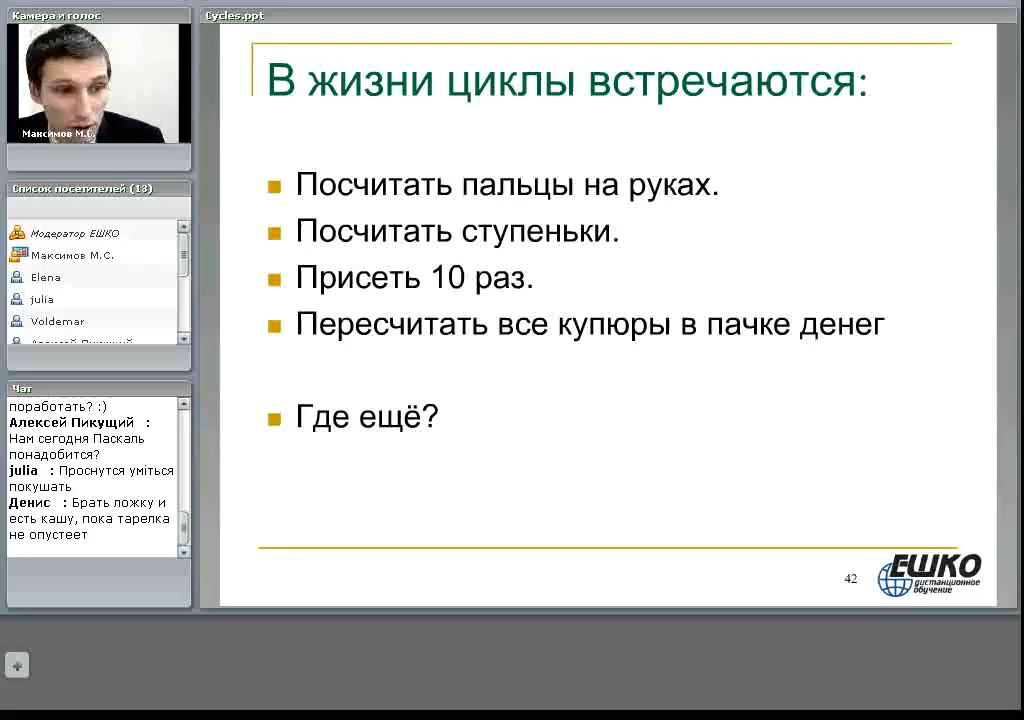 Камера и голос
Максимов М.С.
Список посетителей (13)
Модератор ЕШКО
Максимов М.С.
Elena
julia
Voldemar
Алексей Пикущий
Чат
поработать? :)
Алексей Пикущий :
Нам сегодня Паскаль
понадобится?
julia : Проснутся умiться
покушать
Денис : Брать ложку и
есть кашу, пока тарелка
не опустеет
Cycles.ppt
В жизни циклы встречаются:
Посчитать пальцы на руках.
Посчитать ступеньки.
Присеть 10 раз.
Пересчитать все купюры в пачке денег
Где ещё?
42
ЕШКО
дистанционное
обучение